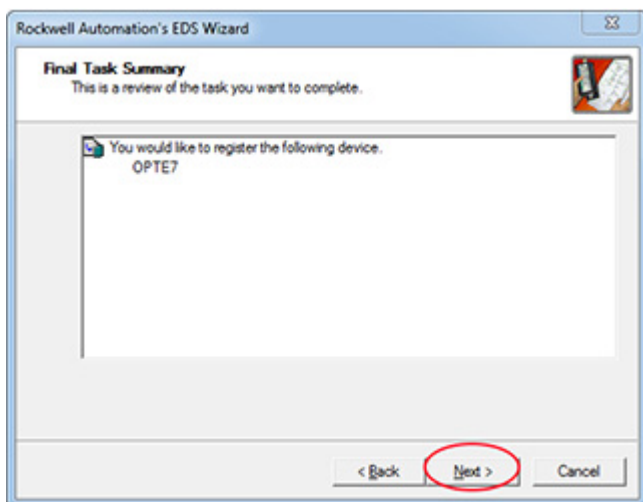 Rockwell Automation's EDS Wizard
Final Task Summary
This is a review of the task you want to complete.
You would like to register the following device.
OPTE7
< Back
Next >
Cancel